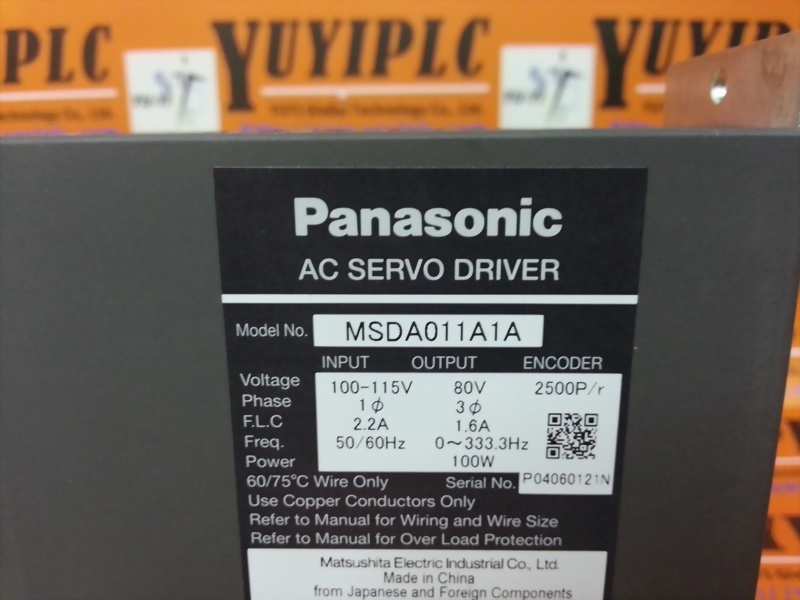 YUYIPLC
YUYIPLC
YUYIPLC
Panasonic
AC SERVO DRIVER
Model No. MSDA011A1A
INPUT OUTPUT ENCODER
Voltage 100-115V 80V 2500P/r
Phase 1φ 3φ
F.L.C 2.2A 1.6A
Freq. 50/60Hz 0~333.3Hz
Power 100W
60/75°C Wire Only Serial No. P04060121N
Use Copper Conductors Only
Refer to Manual for Wiring and Wire Size
Refer to Manual for Over Load Protection
Matsushita Electric Industrial Co., Ltd.
Made in China
from Japanese and Foreign Components